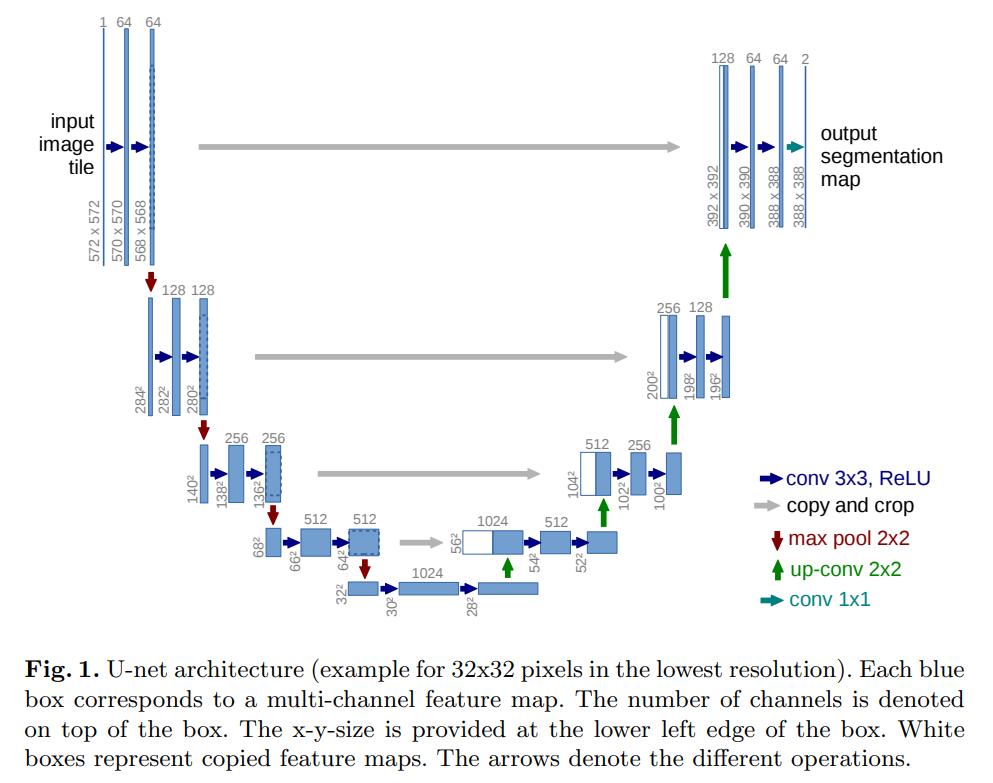 1 64 64
128 64 64 2
input
image
tile
output
segmentation
map
572 x 572
570 x 570
568 x 568
392 x 392
390 x 390
388 x 388
388 x 388
128 128
256 128
284²
282²
280²
200²
198²
196²
256 256
512 256
140²
138²
136²
104²
102²
100²
512 512
1024 512
68²
66²
64²
56²
54²
52²
1024
32²
30²
28²
conv 3x3, ReLU
copy and crop
max pool 2x2
up-conv 2x2
conv 1x1
Fig. 1. U-net architecture (example for 32x32 pixels in the lowest resolution). Each blue
box corresponds to a multi-channel feature map. The number of channels is denoted
on top of the box. The x-y-size is provided at the lower left edge of the box. White
boxes represent copied feature maps. The arrows denote the different operations.